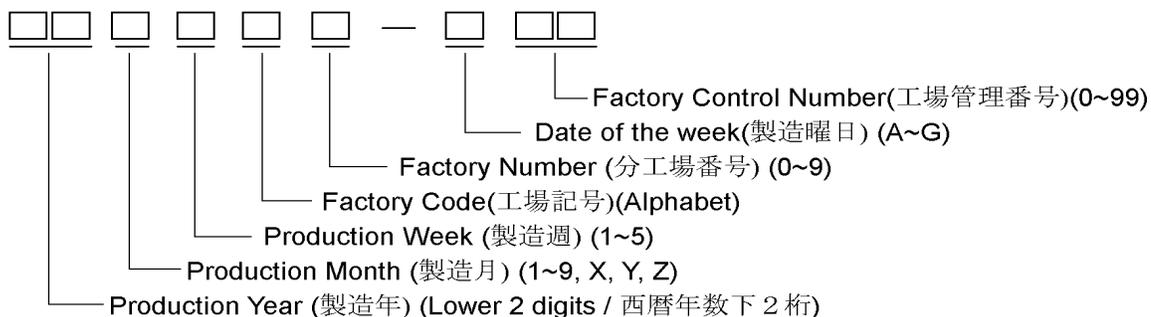 Factory Control Number(工場管理番号)(0~99)
Date of the week(製造曜日) (A~G)
Factory Number (分工場番号) (0~9)
Factory Code(工場記号)(Alphabet)
Production Week (製造週) (1~5)
Production Month (製造月) (1~9, X, Y, Z)
Production Year (製造年) (Lower 2 digits / 西暦年数下２桁)